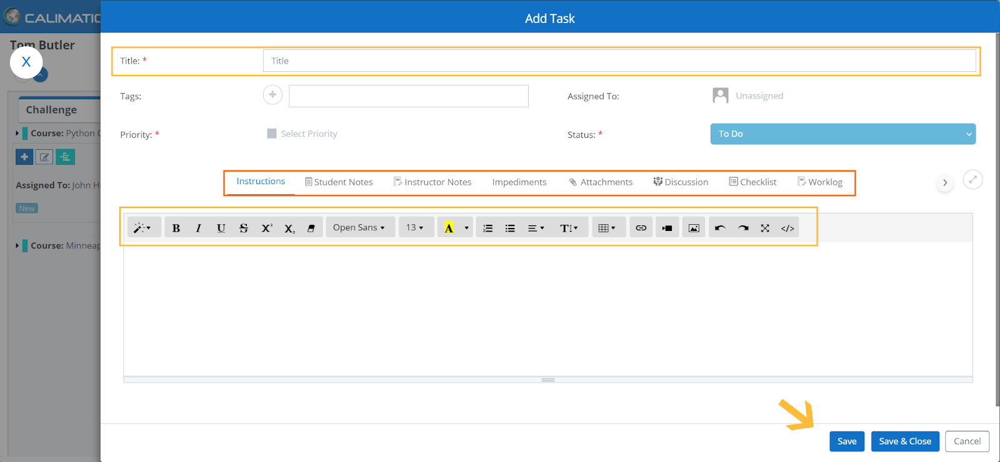 CALIMATIC
Add Task
Tom Butler
X
Title: *
Title
Tags:
Assigned To:
Unassigned
Challenge
Priority: *
Select Priority
Status: *
To Do
Course: Python
Assigned To: John
New
Instructions
Student Notes
Instructor Notes
Impediments
Attachments
Discussion
Checklist
Worklog
B I U S X² X₂
Open Sans
13
A
T
</>
Course: Minneap
Save
Save & Close
Cancel